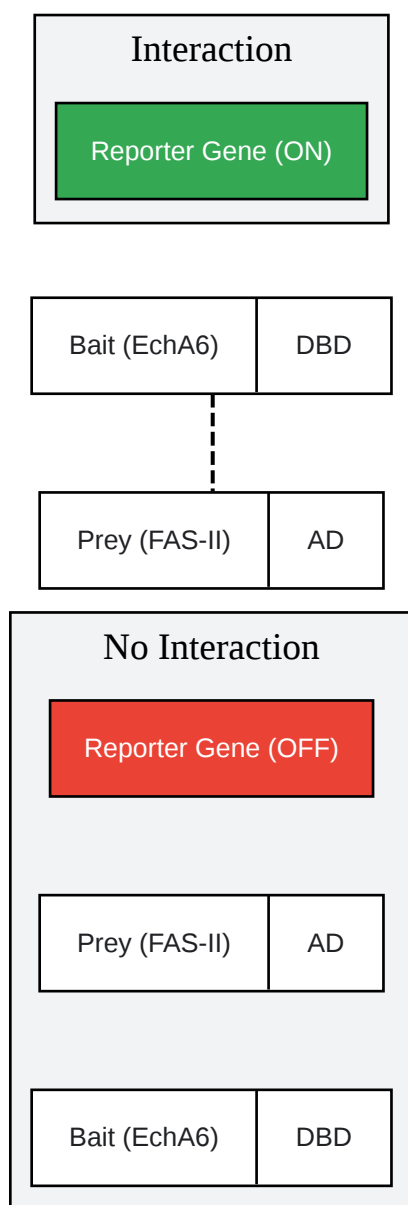 Interaction
Reporter Gene (ON)
Bait (EchA6) DBD
Prey (FAS-II) AD
No Interaction
Reporter Gene (OFF)
Prey (FAS-II) AD
Bait (EchA6) DBD